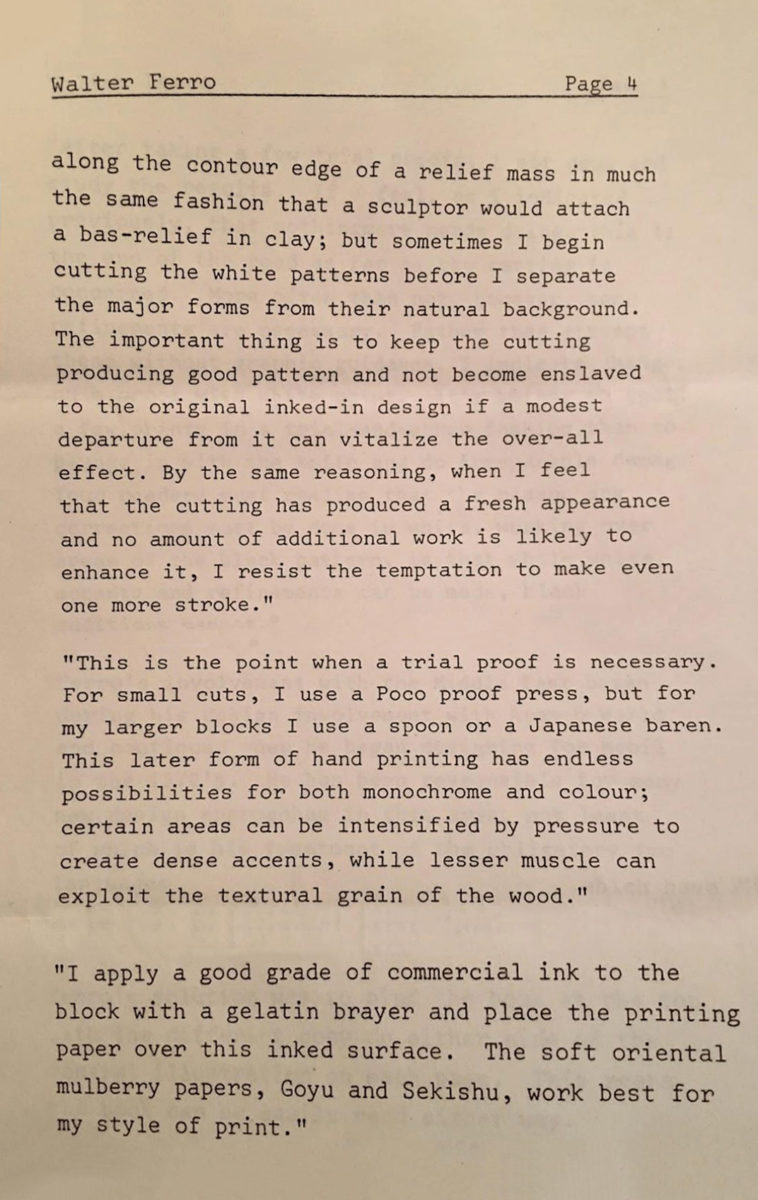 Walter Ferro Page 4
along the contour edge of a relief mass in much
the same fashion that a sculptor would attach
a bas-relief in clay; but sometimes I begin
cutting the white patterns before I separate
the major forms from their natural background.
The important thing is to keep the cutting
producing good pattern and not become enslaved
to the original inked-in design if a modest
departure from it can vitalize the over-all
effect. By the same reasoning, when I feel
that the cutting has produced a fresh appearance
and no amount of additional work is likely to
enhance it, I resist the temptation to make even
one more stroke."
"This is the point when a trial proof is necessary.
For small cuts, I use a Poco proof press, but for
my larger blocks I use a spoon or a Japanese baren.
This later form of hand printing has endless
possibilities for both monochrome and colour;
certain areas can be intensified by pressure to
create dense accents, while lesser muscle can
exploit the textural grain of the wood."
"I apply a good grade of commercial ink to the
block with a gelatin brayer and place the printing
paper over this inked surface. The soft oriental
mulberry papers, Goyu and Sekishu, work best for
my style of print."